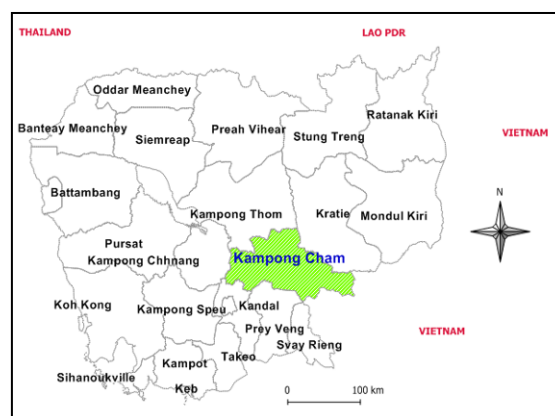 THAILAND
LAO PDR
Oddar Meanchey
Ratanak Kiri
Banteay Meanchey
Siemreap
Preah Vihear
Stung Treng
VIETNAM
Battambang
N
Kampong Thom
Kratie
Mondul Kiri
Pursat
Kampong Chhnang
Kampong Cham
Koh Kong
Kampong Speu
Kandal
Prey Veng
VIETNAM
Svay Rieng
Takeo
Kampot
Sihanoukville
Keb
0 100 km